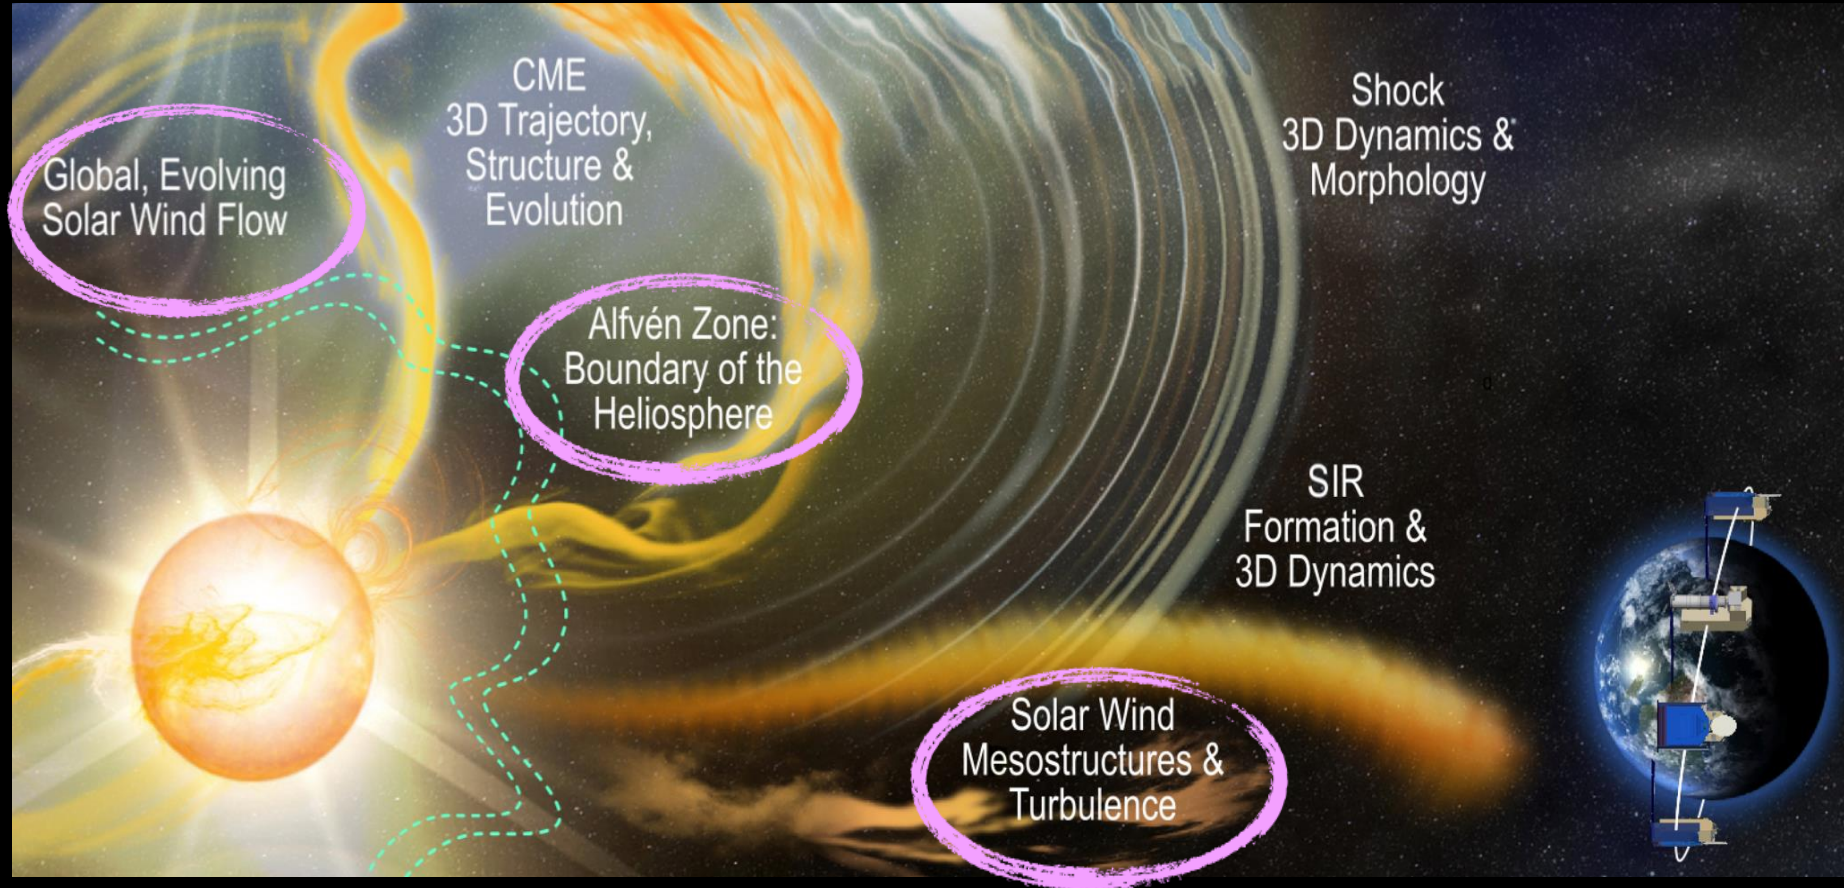 Global, Evolving
Solar Wind Flow
CME
3D Trajectory,
Structure &
Evolution
Shock
3D Dynamics &
Morphology
Alfvén Zone:
Boundary of the
Heliosphere
SIR
Formation &
3D Dynamics
Solar Wind
Mesostructures &
Turbulence